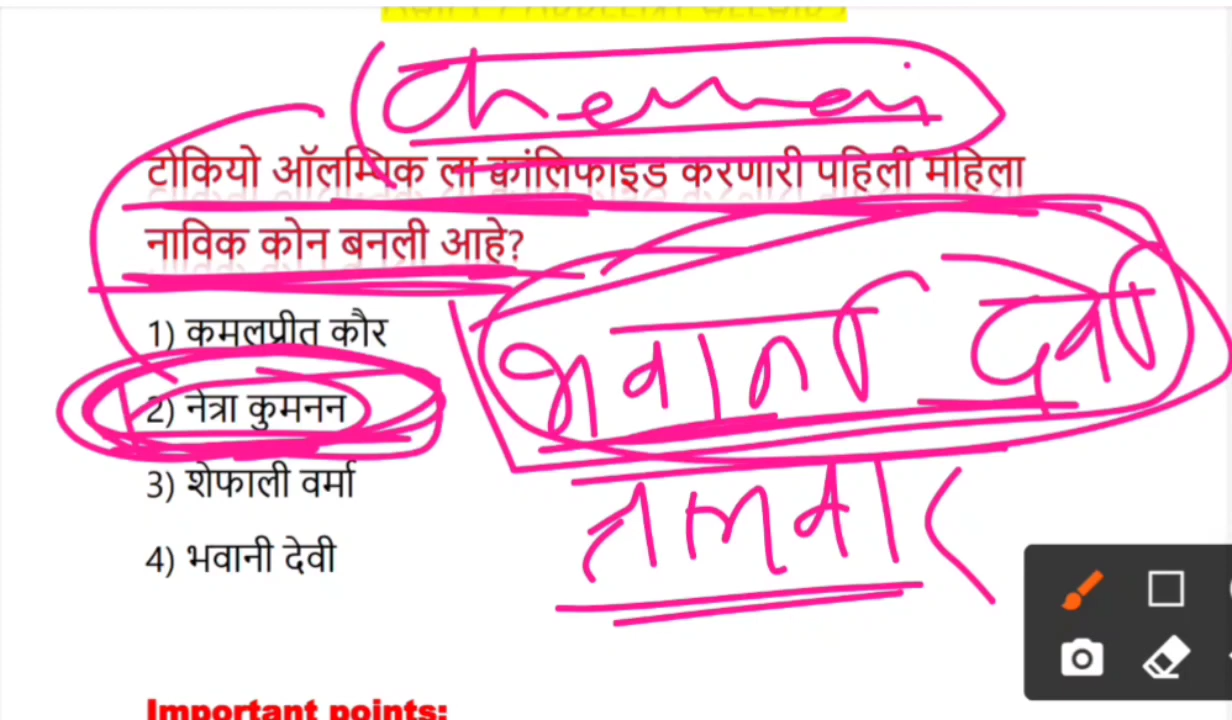 Chennai
टोकियो ऑलम्पिक ला क्वांलिफाइड करणारी पहिली महिला
नाविक कोन बनली आहे?
1) कमलप्रीत कौर
2) नेत्रा कुमनन
भवानी देवी
3) शेफाली वर्मा
तलवार
4) भवानी देवी
Important points: